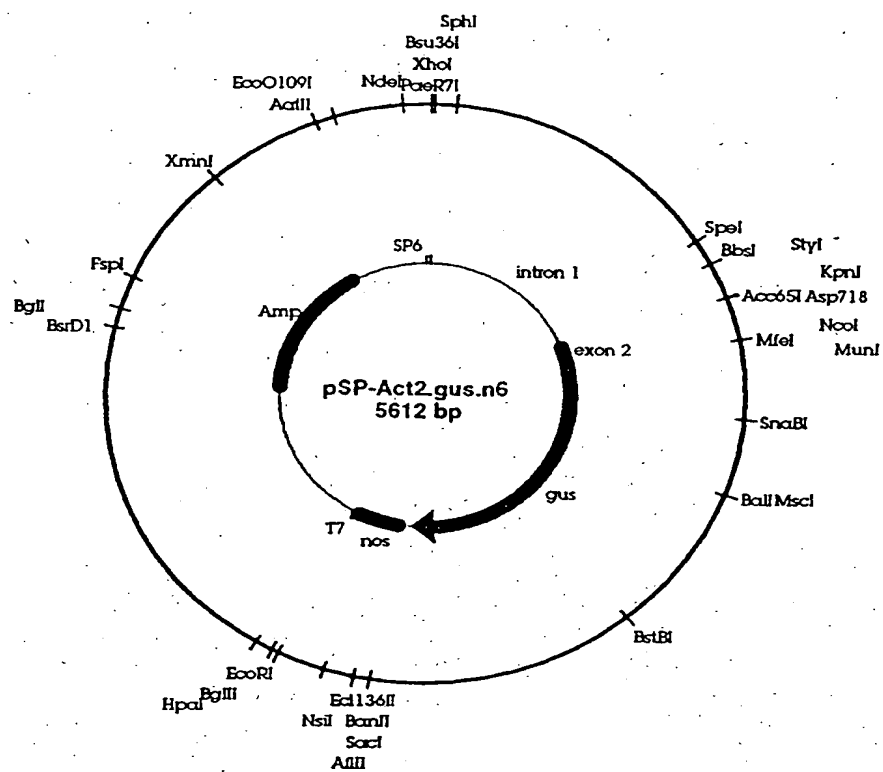 SphI
Bsu36I
XhoI
EcoO109I
NdeI PaeR7I
AatII
XmnI
SpeI
StyI
BbsI
SP6
FspI
intron 1
KpnI
Acc65I Asp718
BglI
Amp
NcoI
BsrD1
MfeI
exon 2
MunI
pSP-Act2.gus.n6
5612 bp
SnaBI
gus
BalI MscI
T7
nos
BstBI
EcoRI
BglII
HpaI
Ecl136II
NsiI
BanII
SacI
AflII